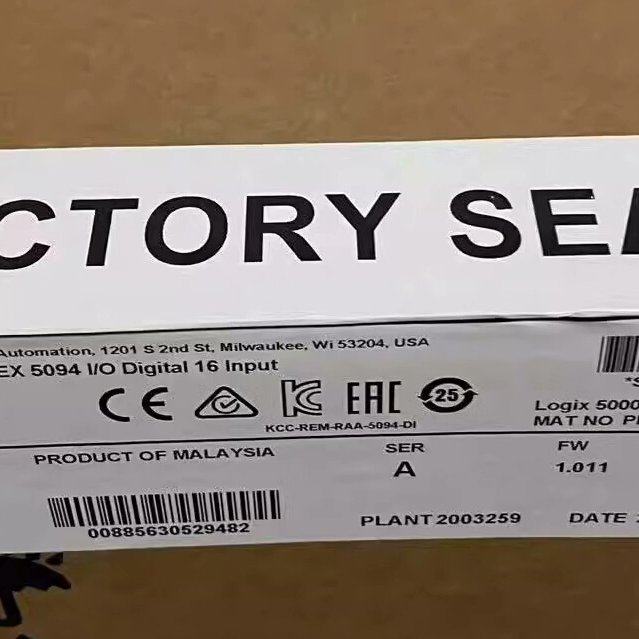 CTORY SE
Automation, 1201 S 2nd St, Milwaukee, Wi 53204, USA
EX 5094 I/O Digital 16 Input
CE
EAC
25
KCC-REM-RAA-5094-DI
Logix 5000
MAT NO
PRODUCT OF MALAYSIA
SER
A
FW
1.011
00885630529482
PLANT 2003259
DATE